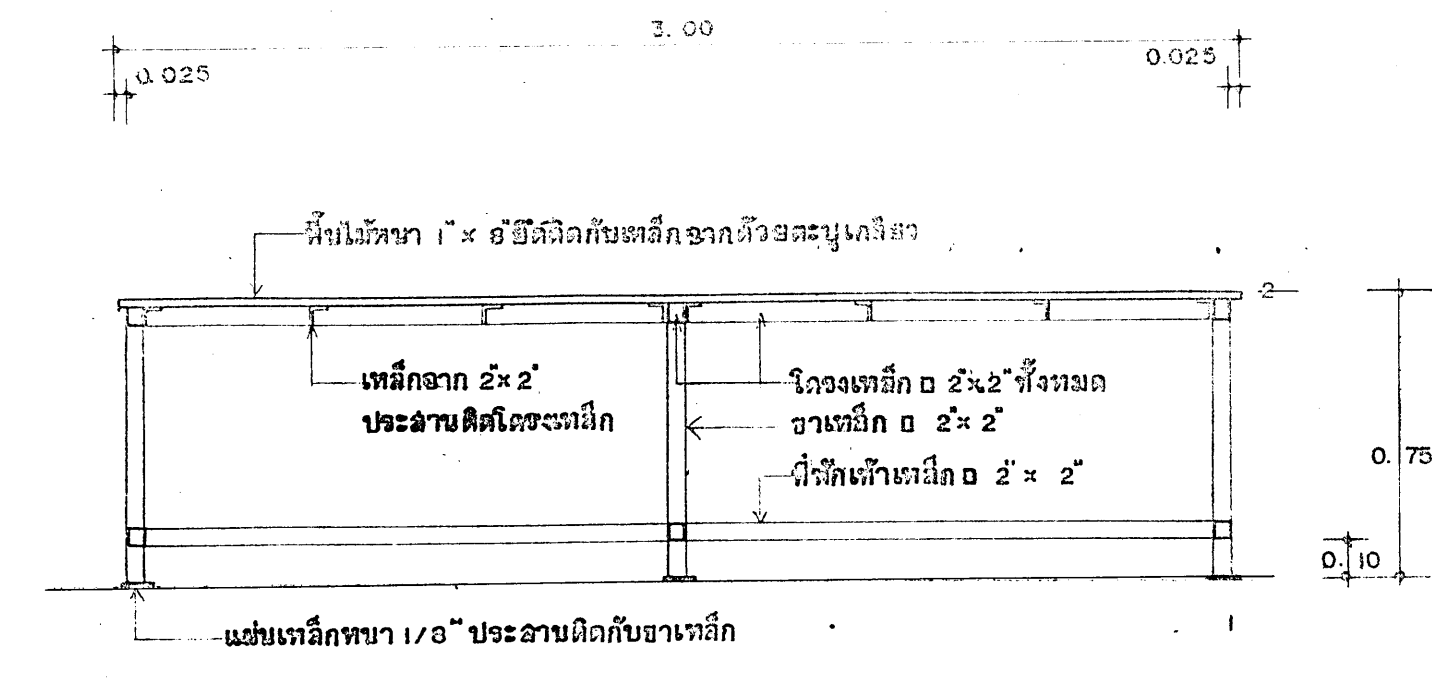 3.00
0.025
0.025
พื้นไม้หนา 1" × 8" ยึดติดกับเหล็กฉากด้วยตะปูเกลียว
2
เหล็กฉาก 2"× 2"
ประสานติดโครงเหล็ก
โครงเหล็ก □ 2"× 2" ทั้งหมด
ขาเหล็ก □ 2"× 2"
ที่พักเท้าเหล็ก □ 2" × 2"
0.75
0.10
แผ่นเหล็กหนา 1/8" ประสานติดกับขาเหล็ก